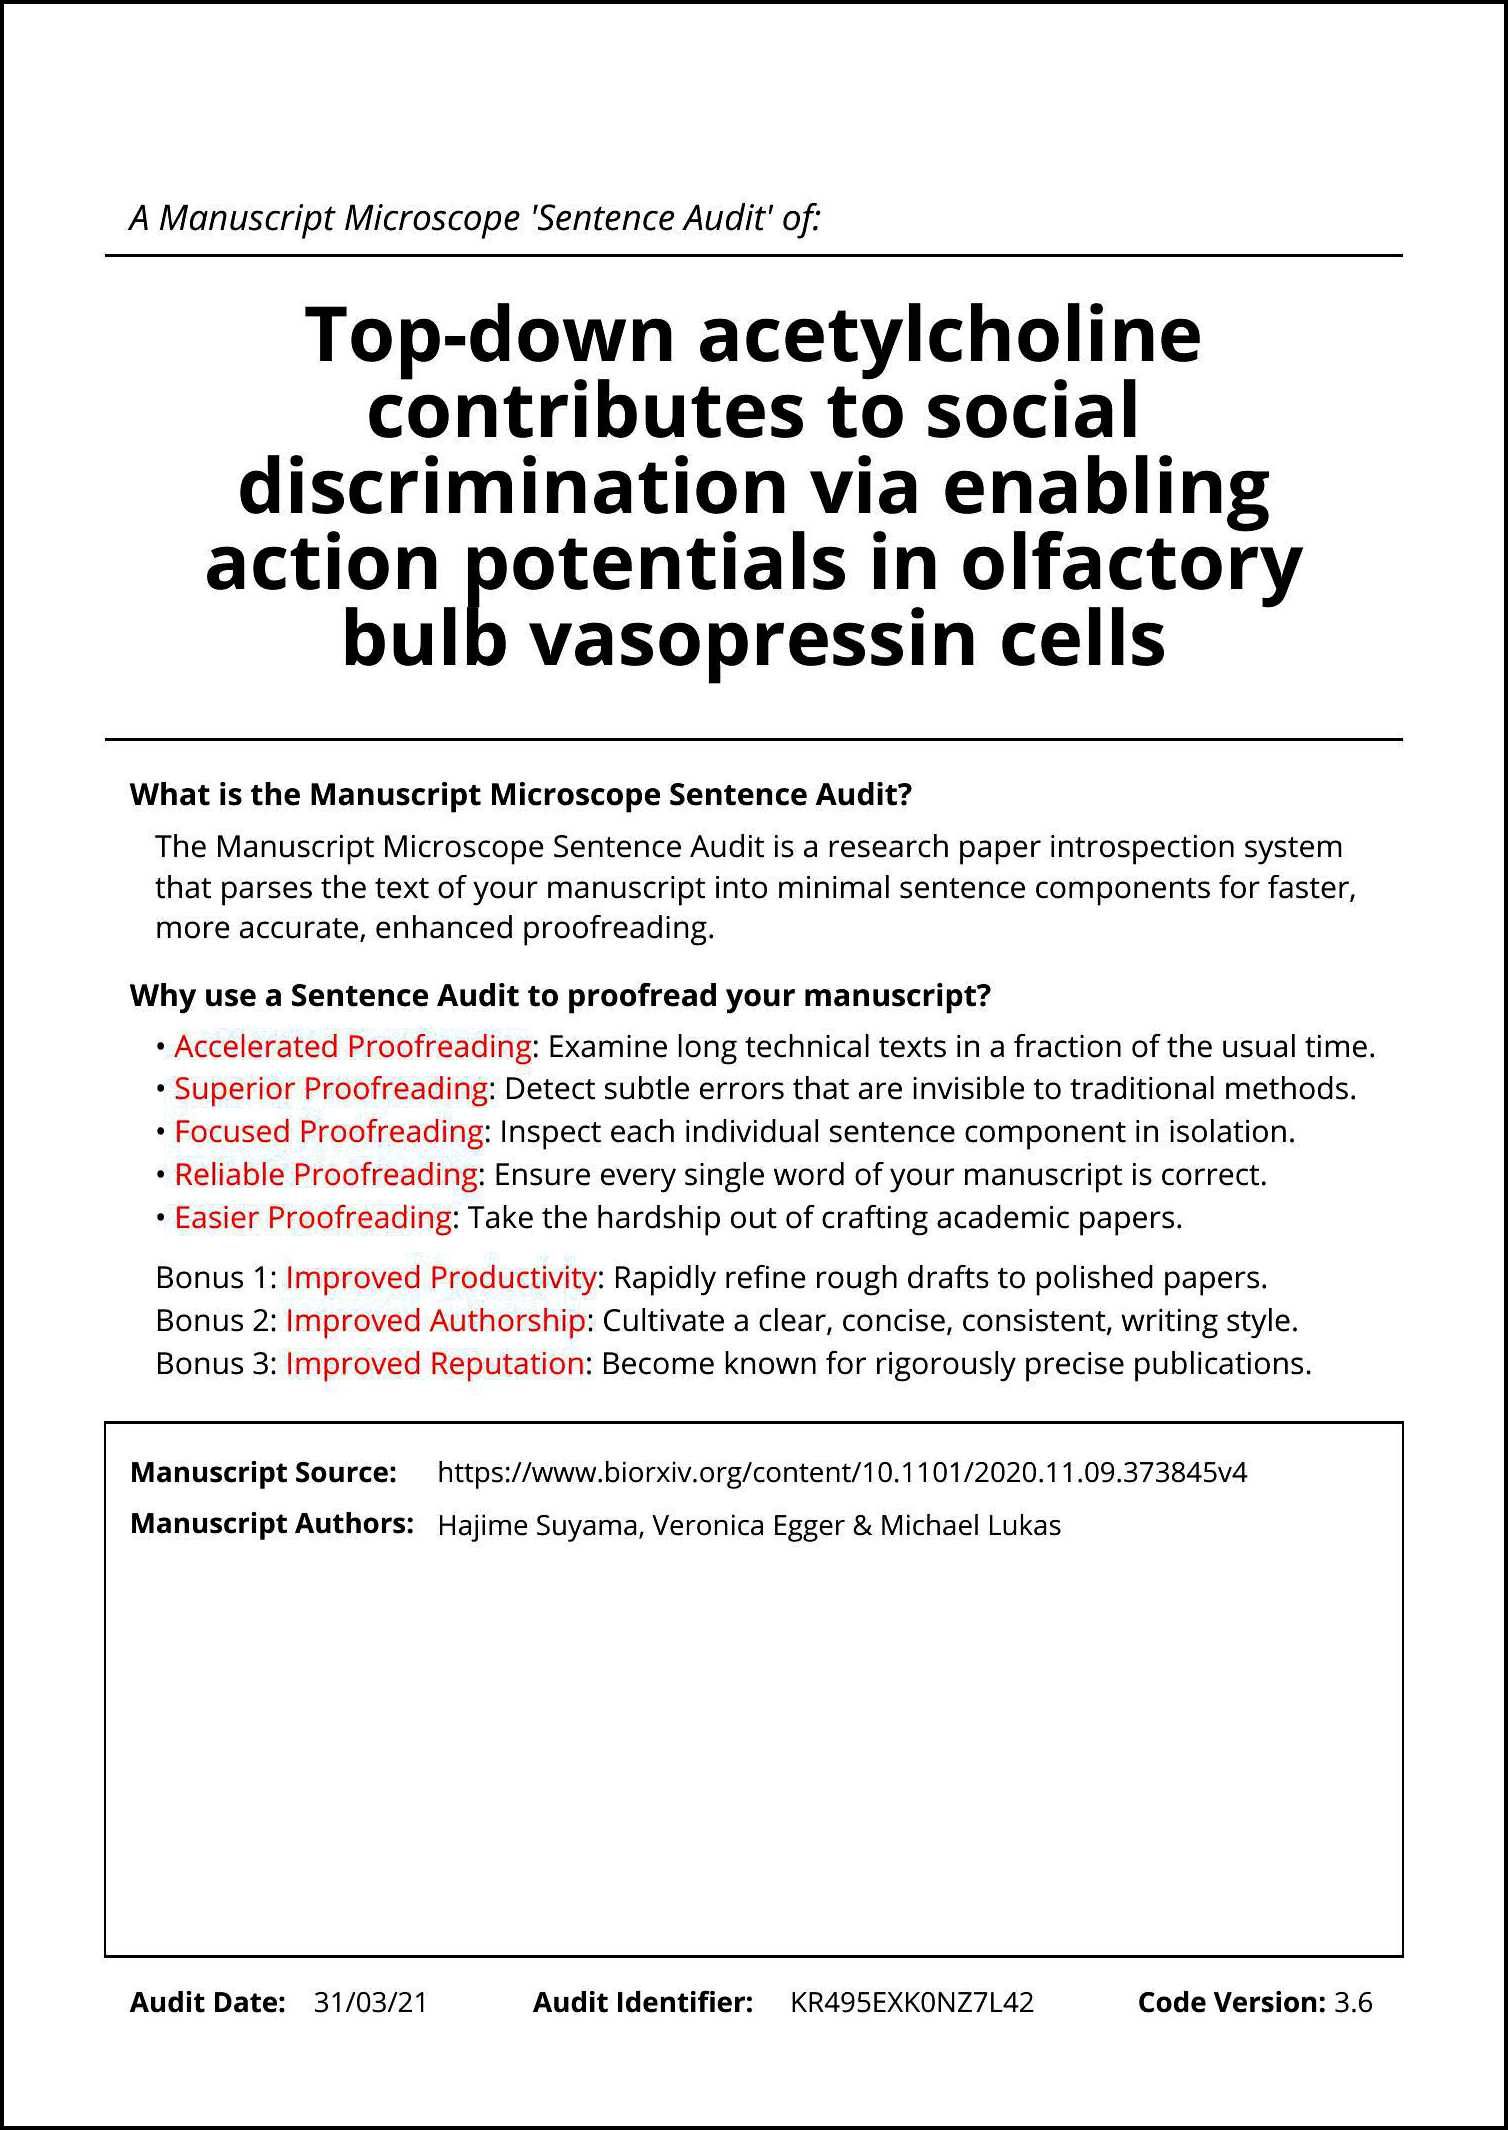 A Manuscript Microscope 'Sentence Audit' of:
Top-down acetylcholine
contributes to social
discrimination via enabling
action potentials in olfactory
bulb vasopressin cells
What is the Manuscript Microscope Sentence Audit?
The Manuscript Microscope Sentence Audit is a research paper introspection system
that parses the text of your manuscript into minimal sentence components for faster,
more accurate, enhanced proofreading.
Why use a Sentence Audit to proofread your manuscript?
• Accelerated Proofreading: Examine long technical texts in a fraction of the usual time.
• Superior Proofreading: Detect subtle errors that are invisible to traditional methods.
• Focused Proofreading: Inspect each individual sentence component in isolation.
• Reliable Proofreading: Ensure every single word of your manuscript is correct.
• Easier Proofreading: Take the hardship out of crafting academic papers.
Bonus 1: Improved Productivity: Rapidly refine rough drafts to polished papers.
Bonus 2: Improved Authorship: Cultivate a clear, concise, consistent, writing style.
Bonus 3: Improved Reputation: Become known for rigorously precise publications.
Manuscript Source: https://www.biorxiv.org/content/10.1101/2020.11.09.373845v4
Manuscript Authors: Hajime Suyama, Veronica Egger & Michael Lukas
Audit Date: 31/03/21 Audit Identifier: KR495EXK0NZ7L42 Code Version: 3.6